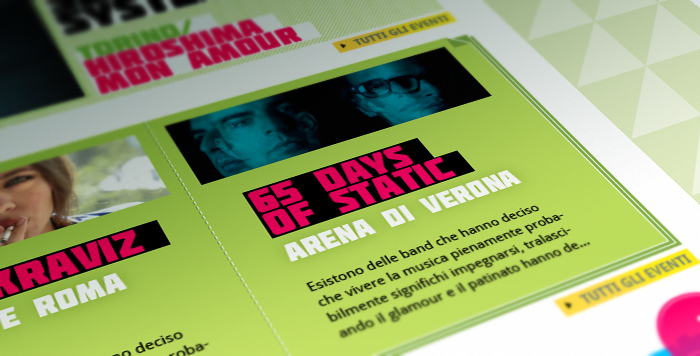 SYSTEM
TORINO/
HIROSHIMA
MON AMOUR
TUTTI GLI EVENTI
65 DAYS
OF STATIC
ARENA DI VERONA
Esistono delle band che hanno deciso
che vivere la musica pienamente proba-
bilmente significhi impegnarsi, tralasci-
ando il glamour e il patinato hanno de...
TUTTI GLI EVENTI
KRAVIZ
E ROMA
deciso